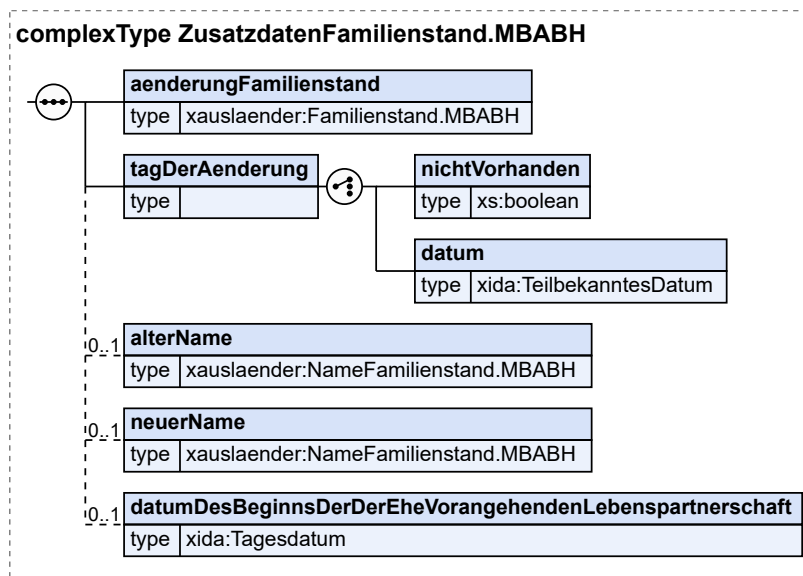 complexType ZusatzdatenFamilienstand.MBABH
aenderungFamilienstand
type xauslaender:Familienstand.MBABH
tagDerAenderung
type
nichtVorhanden
type xs:boolean
datum
type xida:TeilbekanntesDatum
0..1
alterName
type xauslaender:NameFamilienstand.MBABH
0..1
neuerName
type xauslaender:NameFamilienstand.MBABH
0..1
datumDesBeginnsDerDerEheVorangehendenLebenspartnerschaft
type xida:Tagesdatum